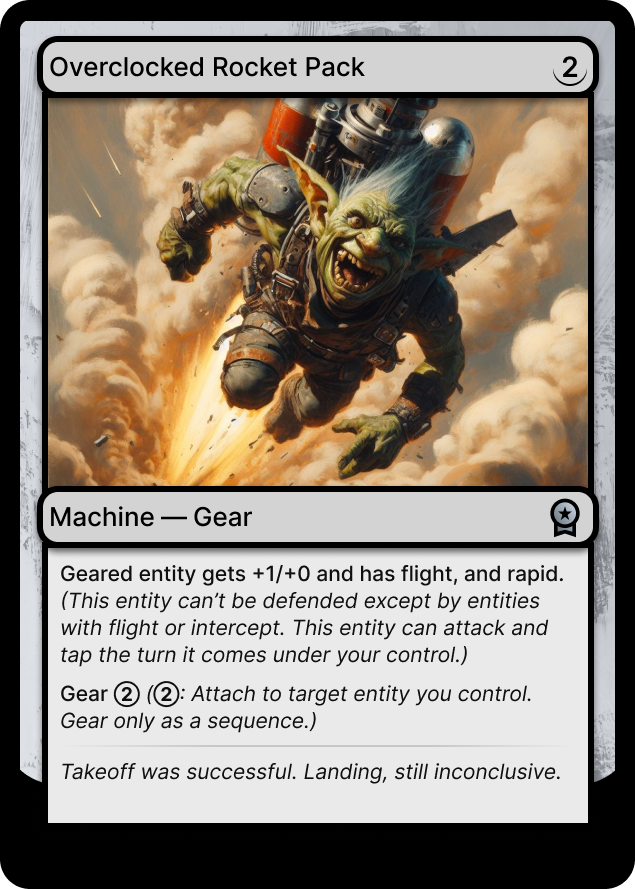 Overclocked Rocket Pack 2
Machine — Gear
Geared entity gets +1/+0 and has flight, and rapid.
(This entity can’t be defended except by entities
with flight or intercept. This entity can attack and
tap the turn it comes under your control.)
Gear ② (②: Attach to target entity you control.
Gear only as a sequence.)
Takeoff was successful. Landing, still inconclusive.